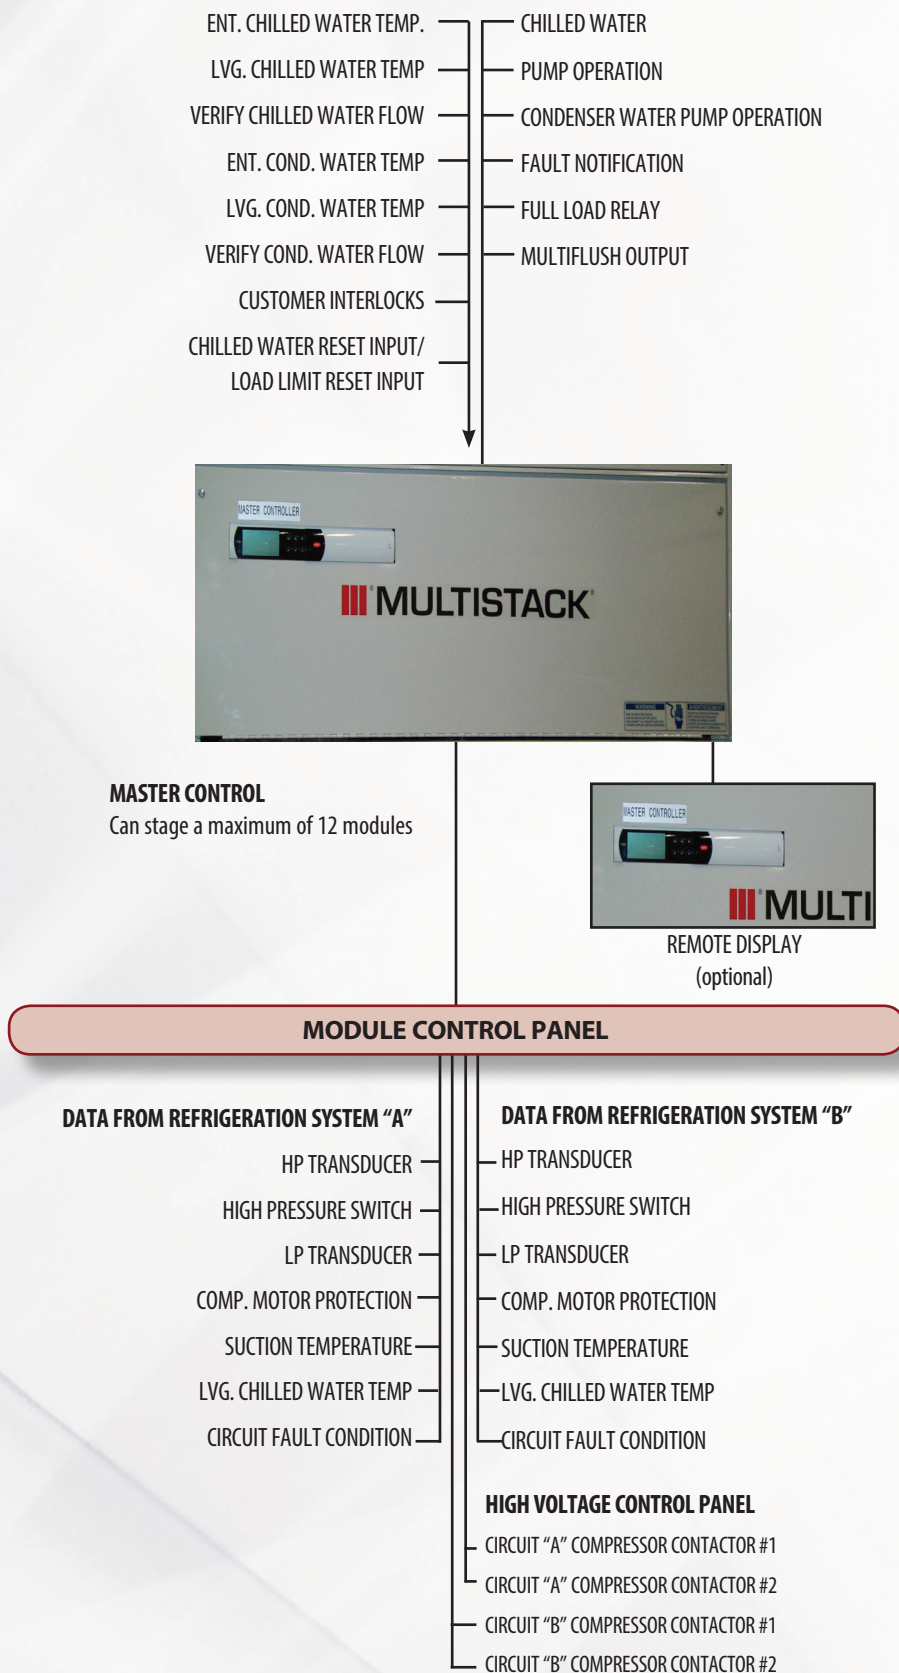 ENT. CHILLED WATER TEMP.
LVG. CHILLED WATER TEMP
VERIFY CHILLED WATER FLOW
ENT. COND. WATER TEMP
LVG. COND. WATER TEMP
VERIFY COND. WATER FLOW
CUSTOMER INTERLOCKS
CHILLED WATER RESET INPUT/
LOAD LIMIT RESET INPUT
CHILLED WATER
PUMP OPERATION
CONDENSER WATER PUMP OPERATION
FAULT NOTIFICATION
FULL LOAD RELAY
MULTIFLUSH OUTPUT
MASTER CONTROLLER
MULTISTACK®
WARNING
AVERTISSEMENT
MASTER CONTROL
Can stage a maximum of 12 modules
MASTER CONTROLLER
MULTI
REMOTE DISPLAY
(optional)
MODULE CONTROL PANEL
DATA FROM REFRIGERATION SYSTEM “A”
HP TRANSDUCER
HIGH PRESSURE SWITCH
LP TRANSDUCER
COMP. MOTOR PROTECTION
SUCTION TEMPERATURE
LVG. CHILLED WATER TEMP
CIRCUIT FAULT CONDITION
DATA FROM REFRIGERATION SYSTEM “B”
HP TRANSDUCER
HIGH PRESSURE SWITCH
LP TRANSDUCER
COMP. MOTOR PROTECTION
SUCTION TEMPERATURE
LVG. CHILLED WATER TEMP
CIRCUIT FAULT CONDITION
HIGH VOLTAGE CONTROL PANEL
CIRCUIT “A” COMPRESSOR CONTACTOR #1
CIRCUIT “A” COMPRESSOR CONTACTOR #2
CIRCUIT “B” COMPRESSOR CONTACTOR #1
CIRCUIT “B” COMPRESSOR CONTACTOR #2